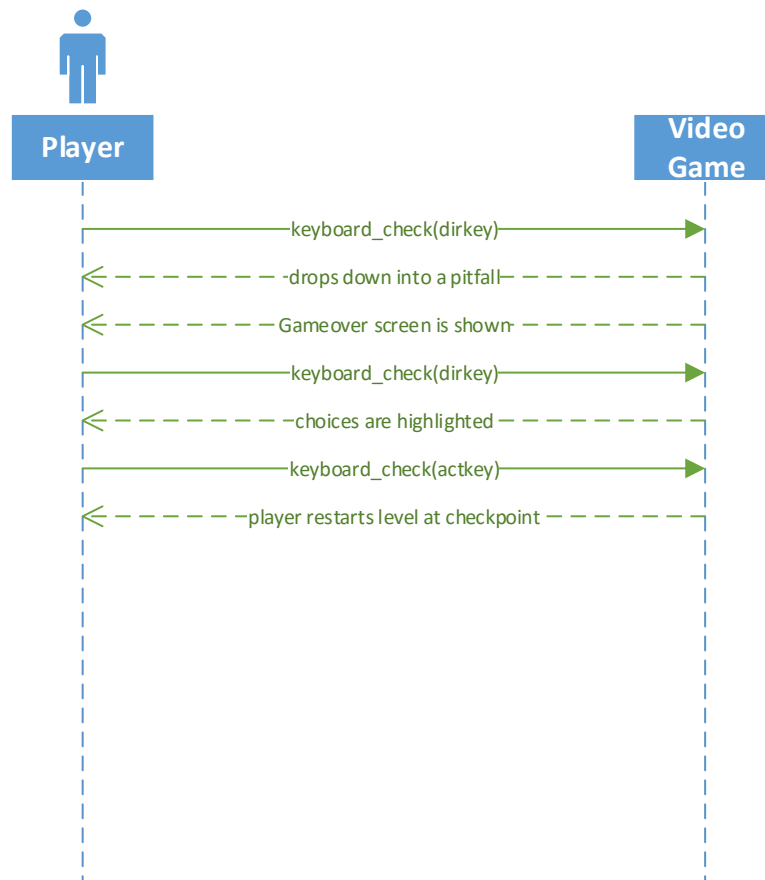 Player
Video
Game
keyboard_check(dirkey)
drops down into a pitfall
Gameover screen is shown
keyboard_check(dirkey)
choices are highlighted
keyboard_check(actkey)
player restarts level at checkpoint